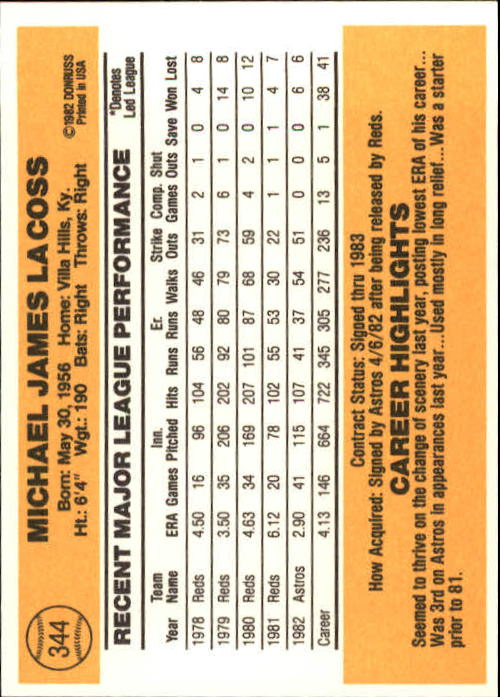 344
MICHAEL JAMES LA COSS
Born: May 30, 1956 Home: Villa Hills, Ky.
Ht.: 6'4" Wgt.: 190 Bats: Right Throws: Right
©1982 DONRUSS
Printed in USA
RECENT MAJOR LEAGUE PERFORMANCE
*Denotes
Led League
Team Inn. Er. Strike Comp. Shut
Year Name ERA Games Pitched Hits Runs Runs Walks Outs Games Outs Save Won Lost
1978 Reds 4.50 16 96 104 56 48 46 31 2 1 0 4 8
1979 Reds 3.50 35 206 202 92 80 79 73 6 1 0 14 8
1980 Reds 4.63 34 169 207 101 87 68 59 4 2 0 10 12
1981 Reds 6.12 20 78 102 55 53 30 22 1 1 1 4 7
1982 Astros 2.90 41 115 107 41 37 54 51 0 0 0 6 6
Career 4.13 146 664 722 345 305 277 236 13 5 1 38 41
Contract Status: Signed thru 1983
How Acquired: Signed by Astros 4/6/82 after being released by Reds.
CAREER HIGHLIGHTS
Seemed to thrive on the change of scenery last year, posting lowest ERA of his career...
Was 3rd on Astros in appearances last year...Used mostly in long relief...Was a starter
prior to 81.